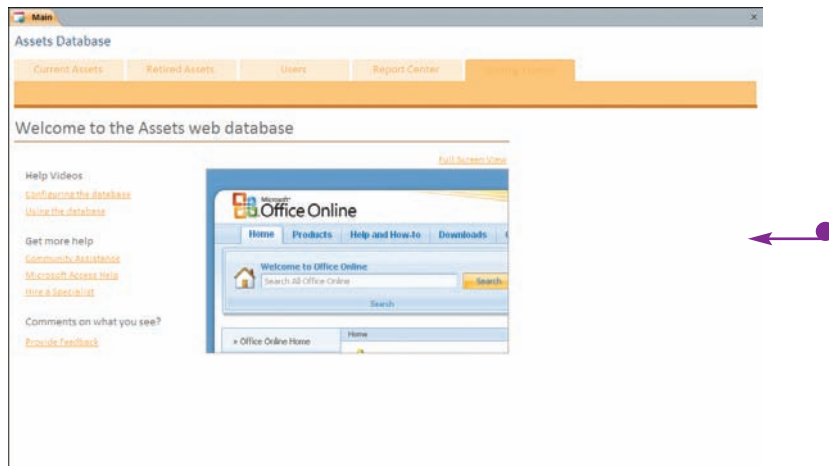 Main
Assets Database
Current Assets Retired Assets Users Report Center
Welcome to the Assets web database
Full Screen View
Help Videos
Configuring the database
Using the database
Get more help
Community Assistance
Microsoft Access Help
Hire a Specialist
Comments on what you see?
Provide Feedback
Microsoft
Office Online
Home Products Help and How-to Downloads
Welcome to Office Online
Search All Office Online Search
Search
» Office Online Home
Home